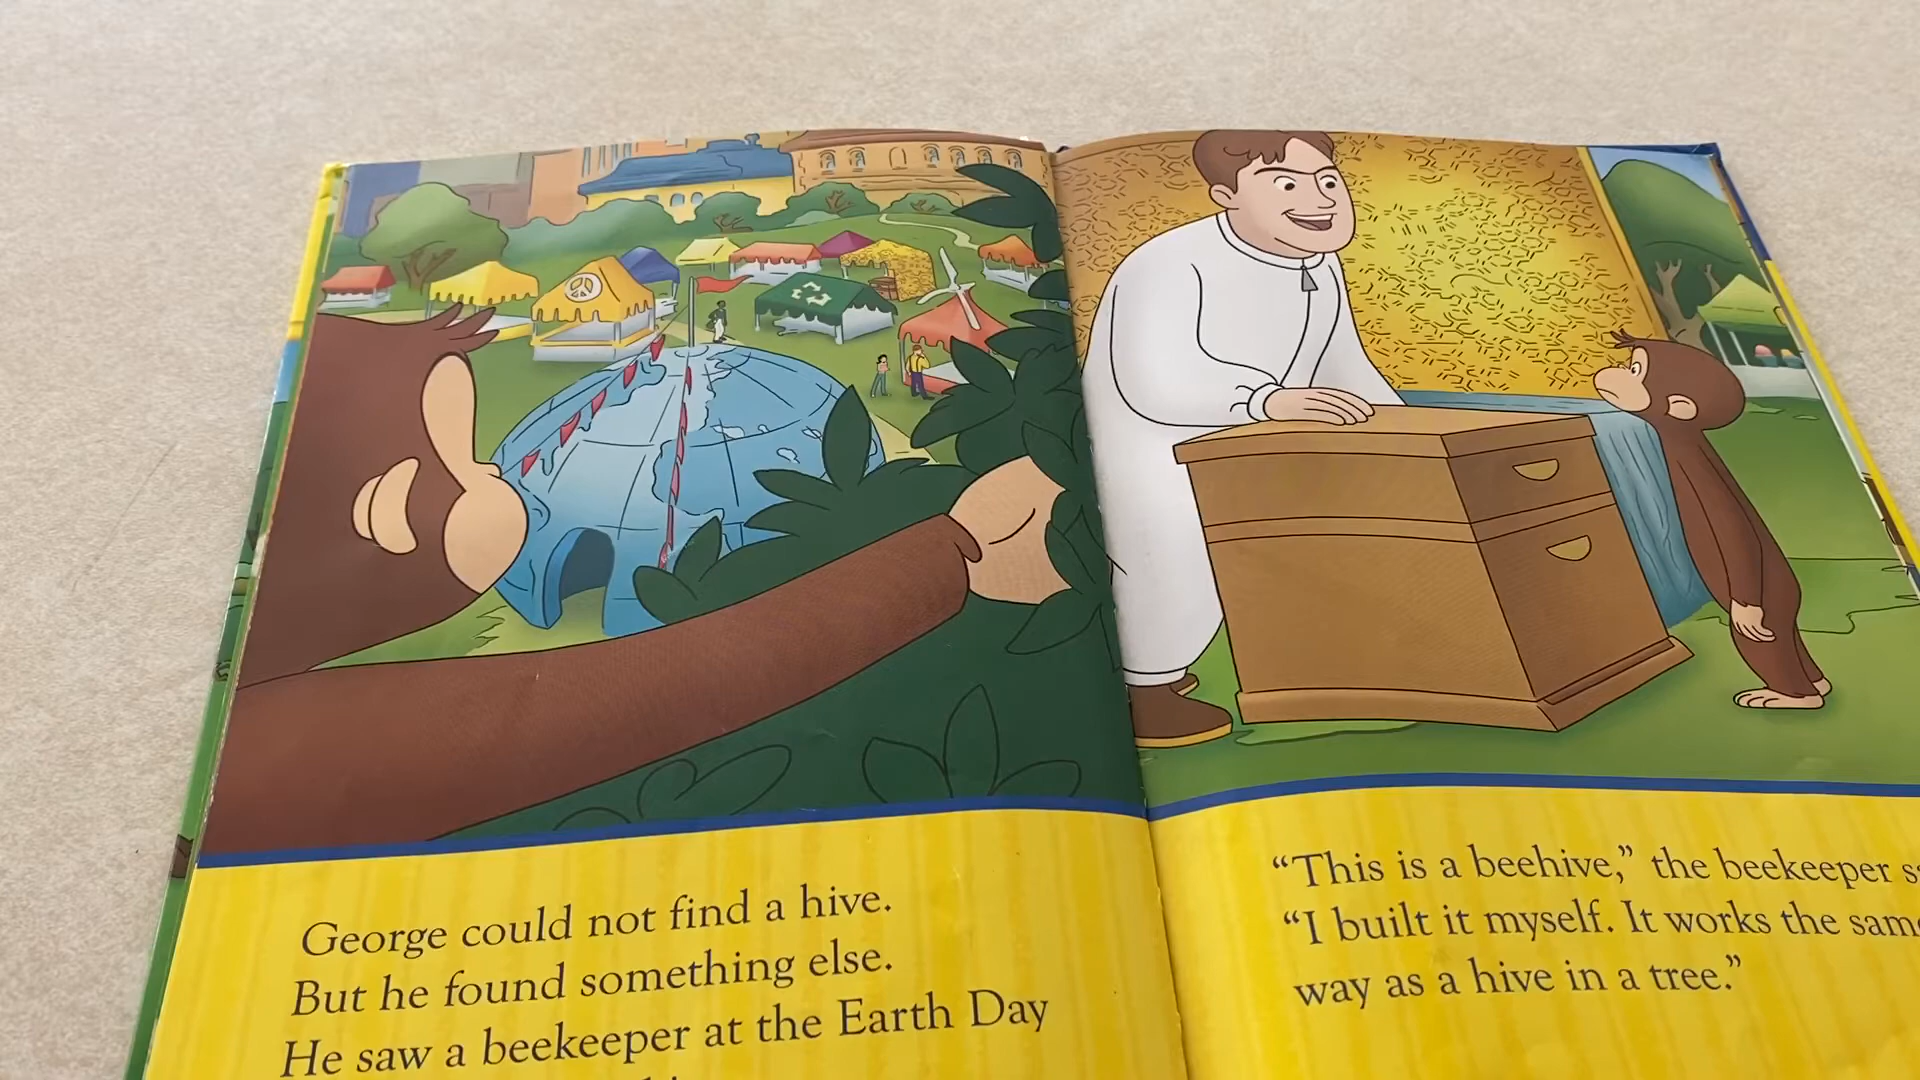 George could not find a hive.
But he found something else.
He saw a beekeeper at the Earth Day
“This is a beehive,” the beekeeper
“I built it myself. It works the same
way as a hive in a tree.”